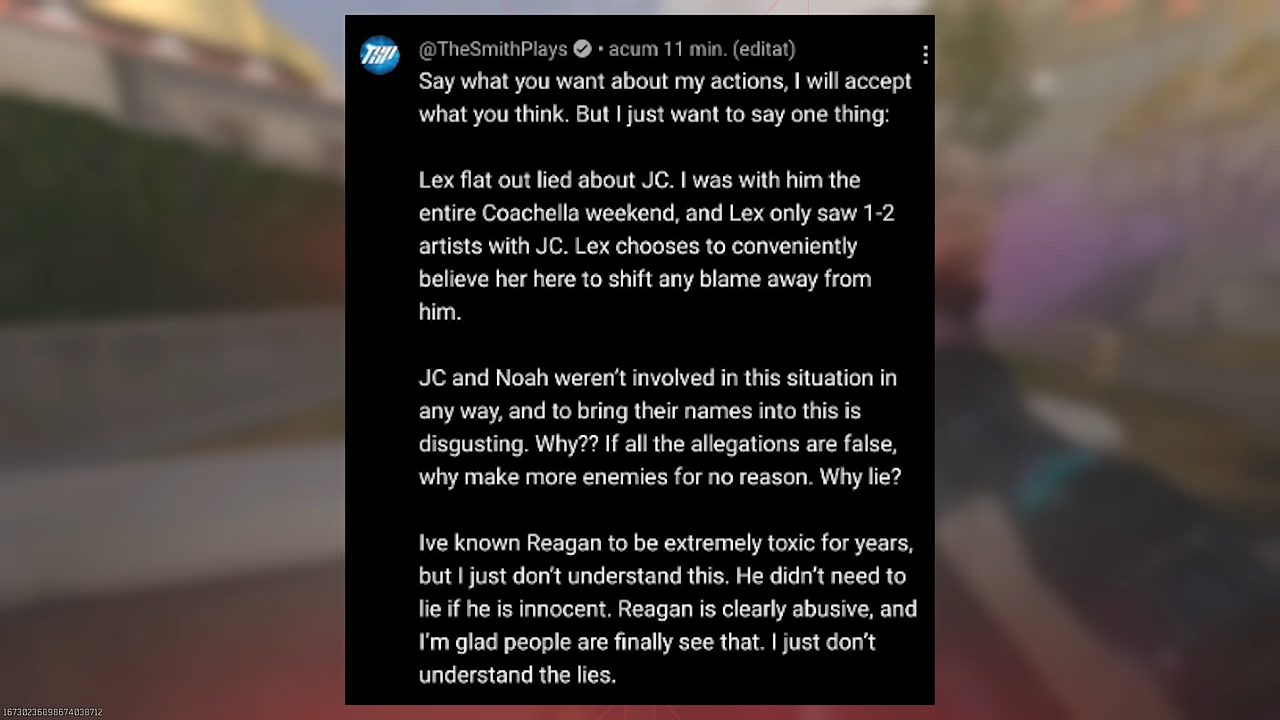 @TheSmithPlays • acum 11 min. (editat)
Say what you want about my actions, I will accept
what you think. But I just want to say one thing:
Lex flat out lied about JC. I was with him the
entire Coachella weekend, and Lex only saw 1-2
artists with JC. Lex chooses to conveniently
believe her here to shift any blame away from
him.
JC and Noah weren't involved in this situation in
any way, and to bring their names into this is
disgusting. Why?? If all the allegations are false,
why make more enemies for no reason. Why lie?
Ive known Reagan to be extremely toxic for years,
but I just don't understand this. He didn't need to
lie if he is innocent. Reagan is clearly abusive, and
I'm glad people are finally see that. I just don't
understand the lies.